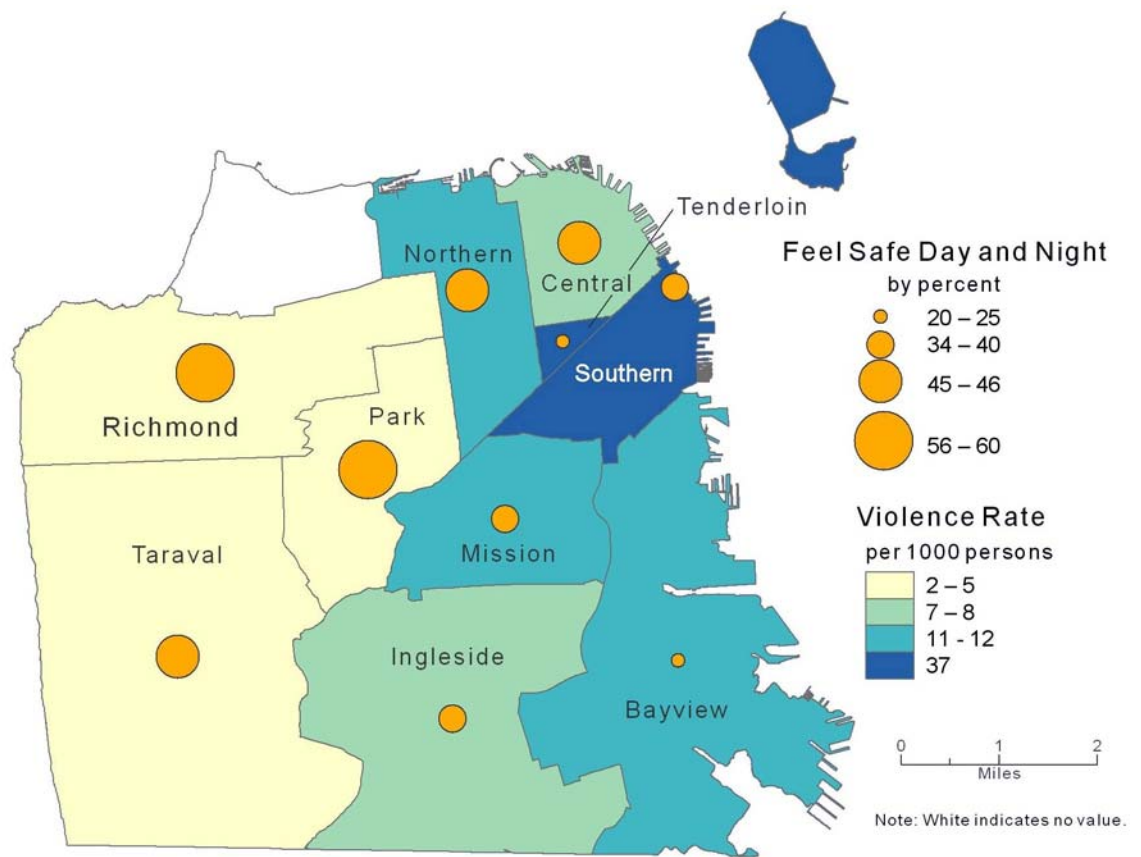 Tenderloin
Northern
Central
Southern
Park
Richmond
Taraval
Mission
Ingleside
Bayview
Feel Safe Day and Night
by percent
20 – 25
34 – 40
45 – 46
56 – 60
Violence Rate
per 1000 persons
2 – 5
7 – 8
11 - 12
37
0 1 2
Miles
Note: White indicates no value.